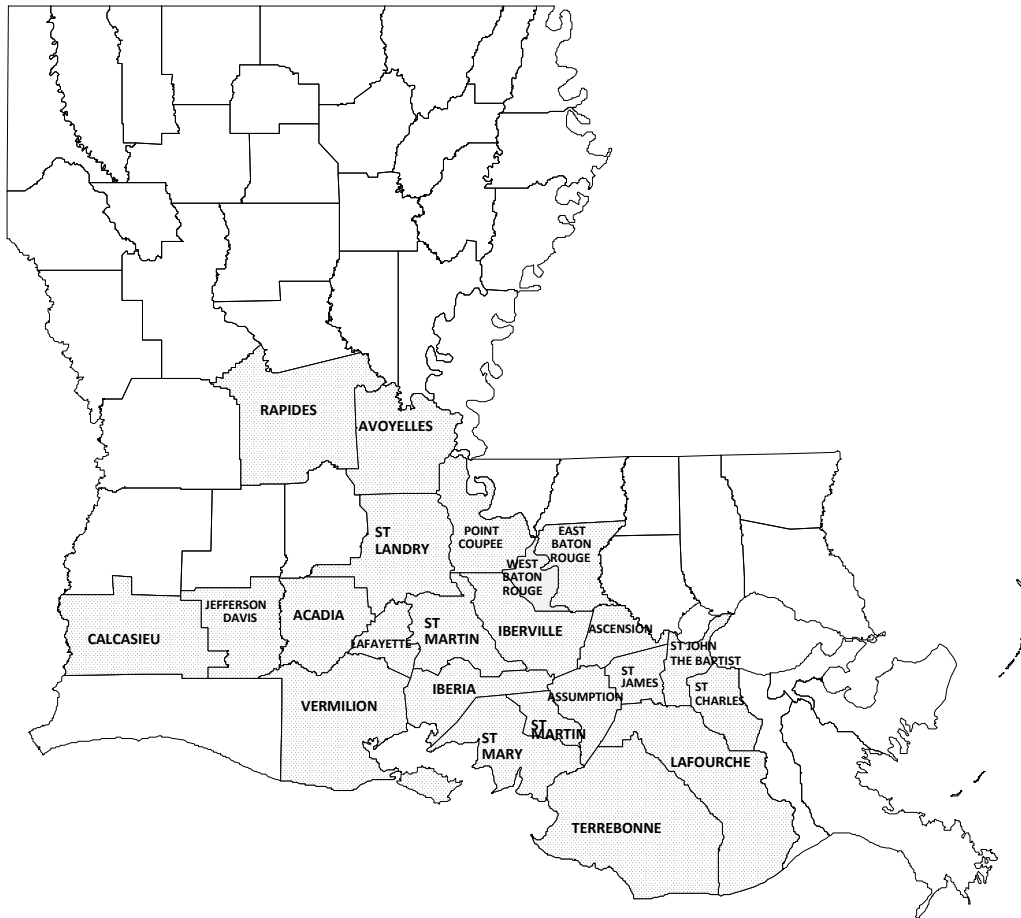 RAPIDES
AVOYELLES
ST
LANDRY
POINT
COUPEE
EAST
BATON
ROUGE
WEST
BATON
ROUGE
JEFFERSON
DAVIS
ACADIA
CALCASIEU
LAFAYETTE
ST
MARTIN
IBERVILLE
ASCENSION
ST JOHN
THE BAPTIST
ST
JAMES
ST
CHARLES
IBERIA
ASSUMPTION
VERMILION
ST
MARTIN
ST
MARY
LAFOURCHE
TERREBONNE